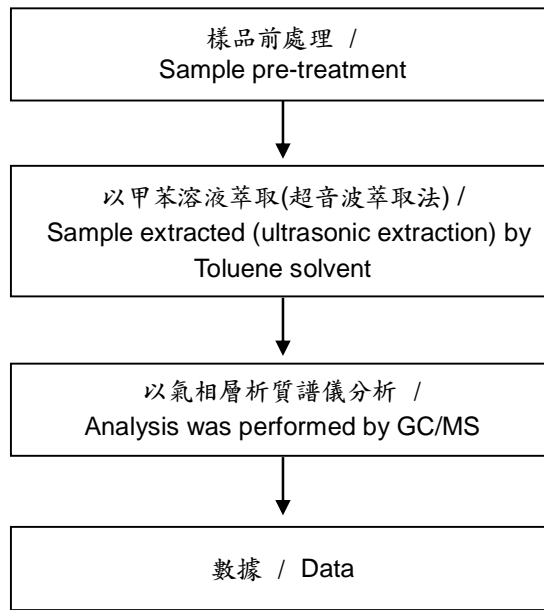 樣品前處理 /
Sample pre-treatment
以甲苯溶液萃取(超音波萃取法) /
Sample extracted (ultrasonic extraction) by
Toluene solvent
以氣相層析質譜儀分析 /
Analysis was performed by GC/MS
數據 / Data